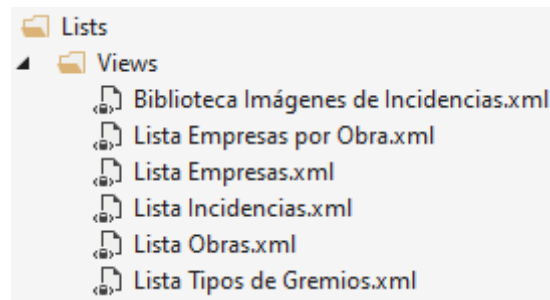 Lists
Views
Biblioteca Imágenes de Incidencias.xml
Lista Empresas por Obra.xml
Lista Empresas.xml
Lista Incidencias.xml
Lista Obras.xml
Lista Tipos de Gremios.xml